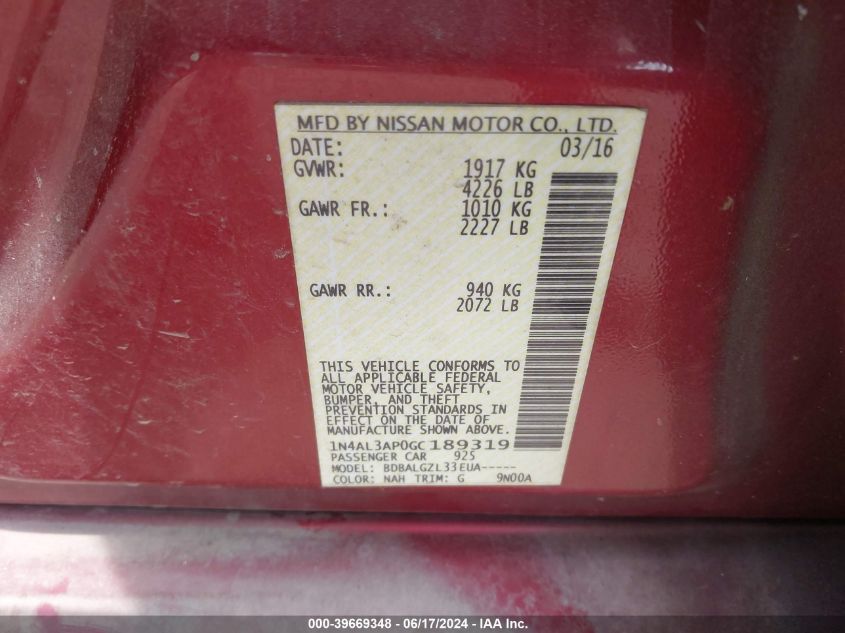 MFD BY NISSAN MOTOR CO., LTD.
DATE: 03/16
GVWR: 1917 KG
4226 LB
GAWR FR.: 1010 KG
2227 LB
GAWR RR.: 940 KG
2072 LB
THIS VEHICLE CONFORMS TO
ALL APPLICABLE FEDERAL
MOTOR VEHICLE SAFETY,
BUMPER, AND THEFT
PREVENTION STANDARDS IN
EFFECT ON THE DATE OF
MANUFACTURE SHOWN ABOVE.
1N4AL3AP0GC189319
PASSENGER CAR 925
MODEL: BDBALGZL33EUA-----
COLOR: NAH TRIM: G 9N00A
000-39669348 - 06/17/2024 - IAA Inc.